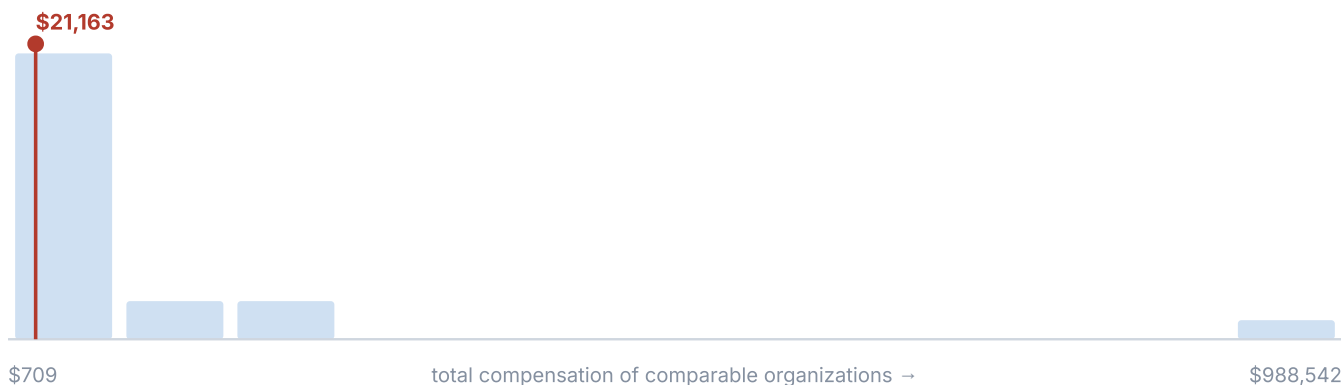 $21,163
$709
total compensation of comparable organizations →
$988,542